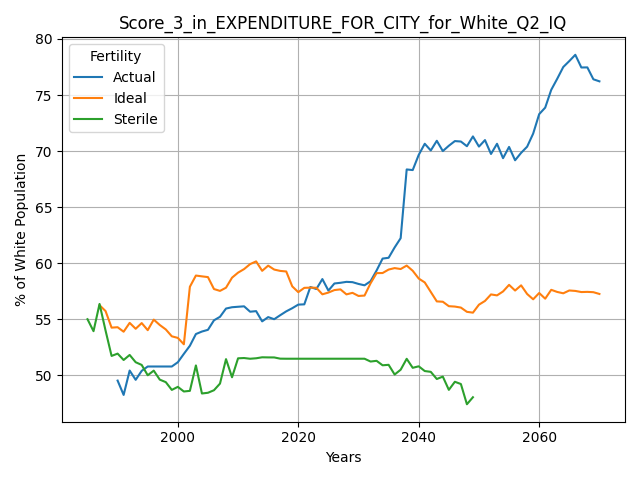 Score_3_in_EXPENDITURE_FOR_CITY_for_White_Q2_IQ
Fertility
Actual
Ideal
Sterile
% of White Population
80
75
70
65
60
55
50
2000
2020
2040
2060
Years